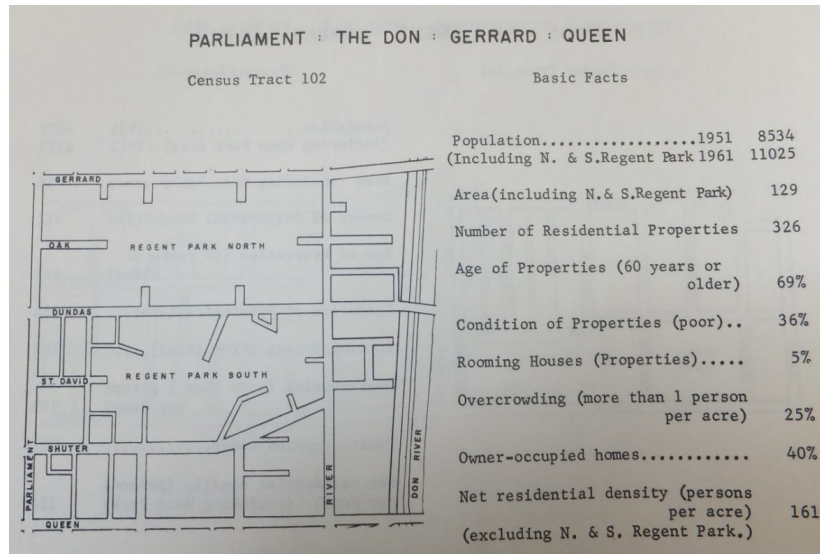 PARLIAMENT : THE DON : GERRARD : QUEEN
Census Tract 102
Basic Facts
Population..................1951 8534
(Including N. & S.Regent Park 1961 11025
Area(including N.& S.Regent Park) 129
Number of Residential Properties 326
Age of Properties (60 years or
older) 69%
Condition of Properties (poor).. 36%
Rooming Houses (Properties)..... 5%
Overcrowding (more than 1 person
per acre) 25%
Owner-occupied homes............ 40%
Net residential density (persons
per acre) 161
(excluding N. & S. Regent Park.)
GERRARD
OAK
REGENT PARK NORTH
DUNDAS
REGENT PARK SOUTH
ST. DAVID
SHUTER
PARLIAMENT
RIVER
DON RIVER
QUEEN